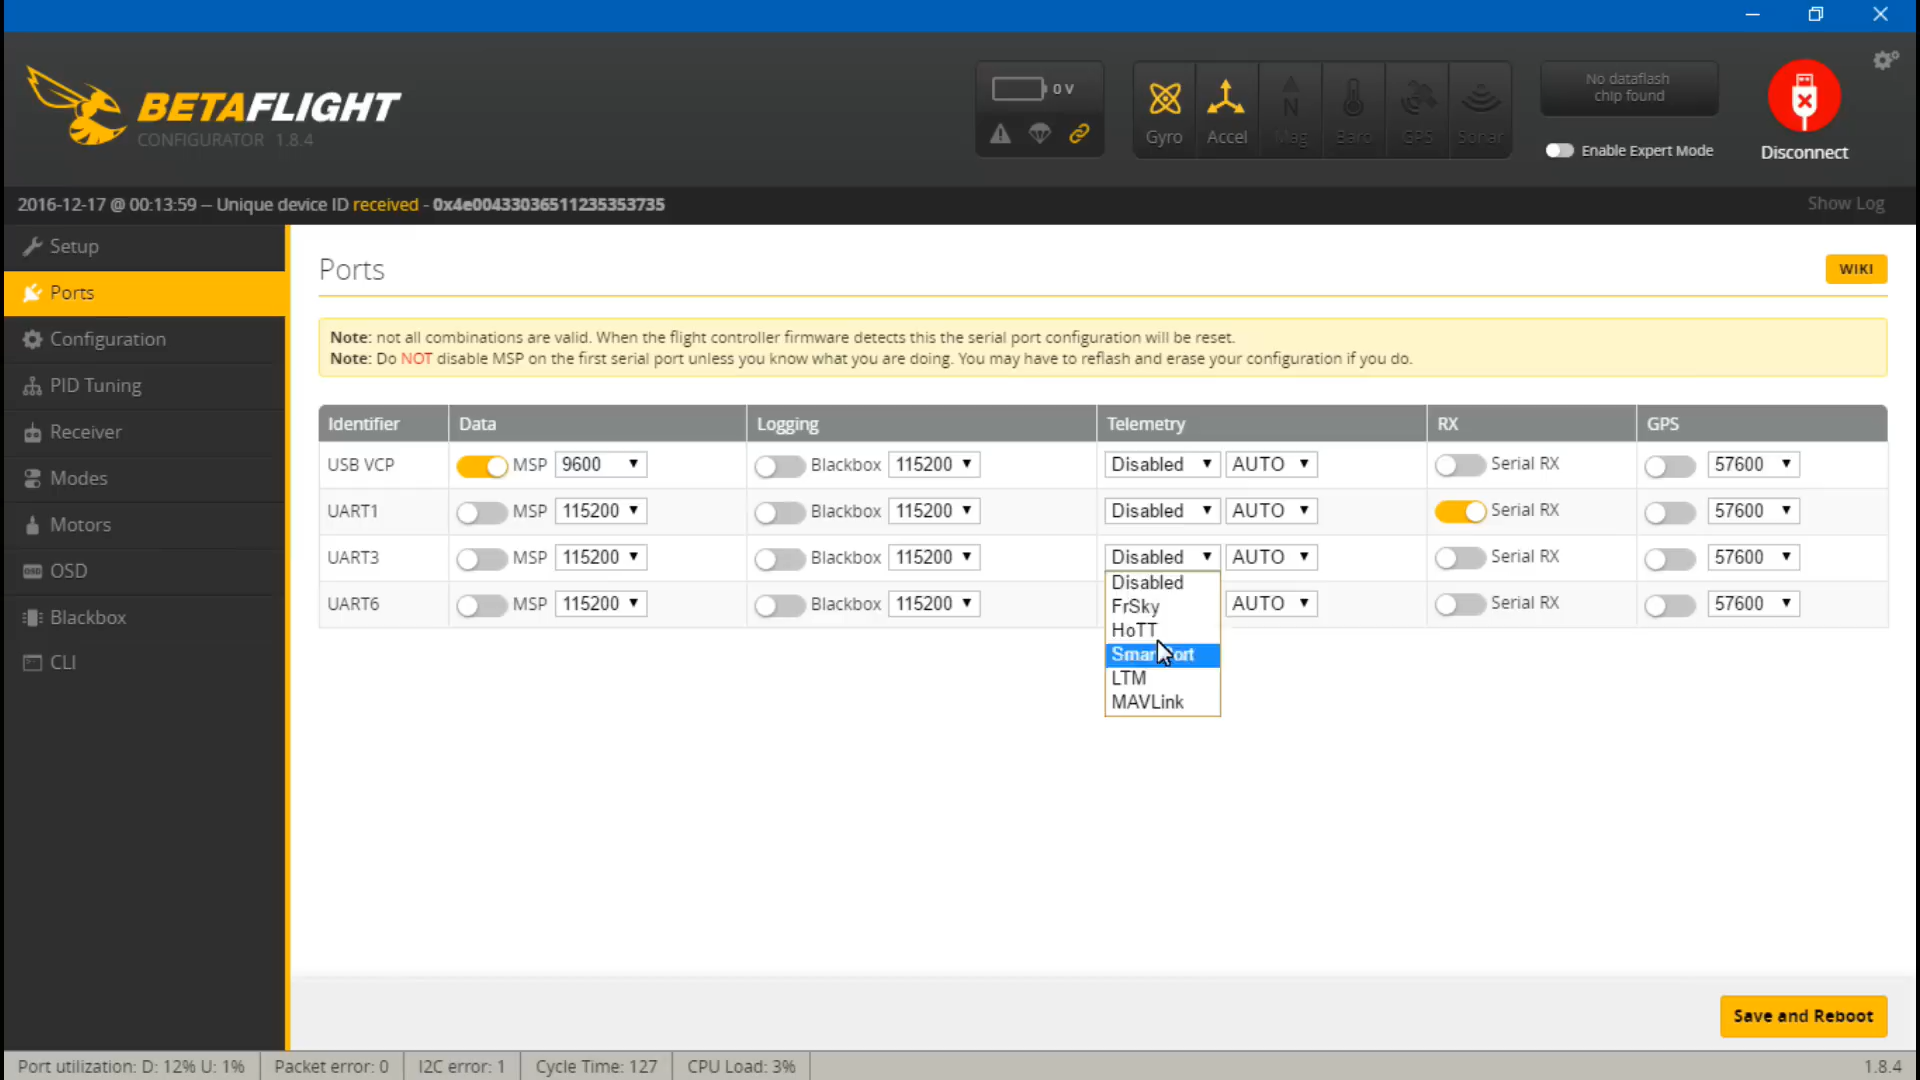 BETAFLIGHT
CONFIGURATOR 1.8.4
0 V
Gyro Accel Mag Baro GPS Sonar
No dataflash
chip found
Enable Expert Mode
Disconnect
2016-12-17 @ 00:13:59 -- Unique device ID received - 0x4e0043303651123535​3735
Show Log
Setup
Ports
Configuration
PID Tuning
Receiver
Modes
Motors
OSD
Blackbox
CLI
Ports
WIKI
Note: not all combinations are valid. When the flight controller firmware detects this the serial port configuration will be reset.
Note: Do NOT disable MSP on the first serial port unless you know what you are doing. You may have to reflash and erase your configuration if you do.
Identifier Data Logging Telemetry RX GPS
USB VCP MSP 9600 Blackbox 115200 Disabled AUTO Serial RX 57600
UART1 MSP 115200 Blackbox 115200 Disabled AUTO Serial RX 57600
UART3 MSP 115200 Blackbox 115200 Disabled AUTO Serial RX 57600
UART6 MSP 115200 Blackbox 115200 AUTO Serial RX 57600
Disabled
FrSky
HoTT
SmartPort
LTM
MAVLink
Save and Reboot
Port utilization: D: 12% U: 1% Packet error: 0 I2C error: 1 Cycle Time: 127 CPU Load: 3% 1.8.4